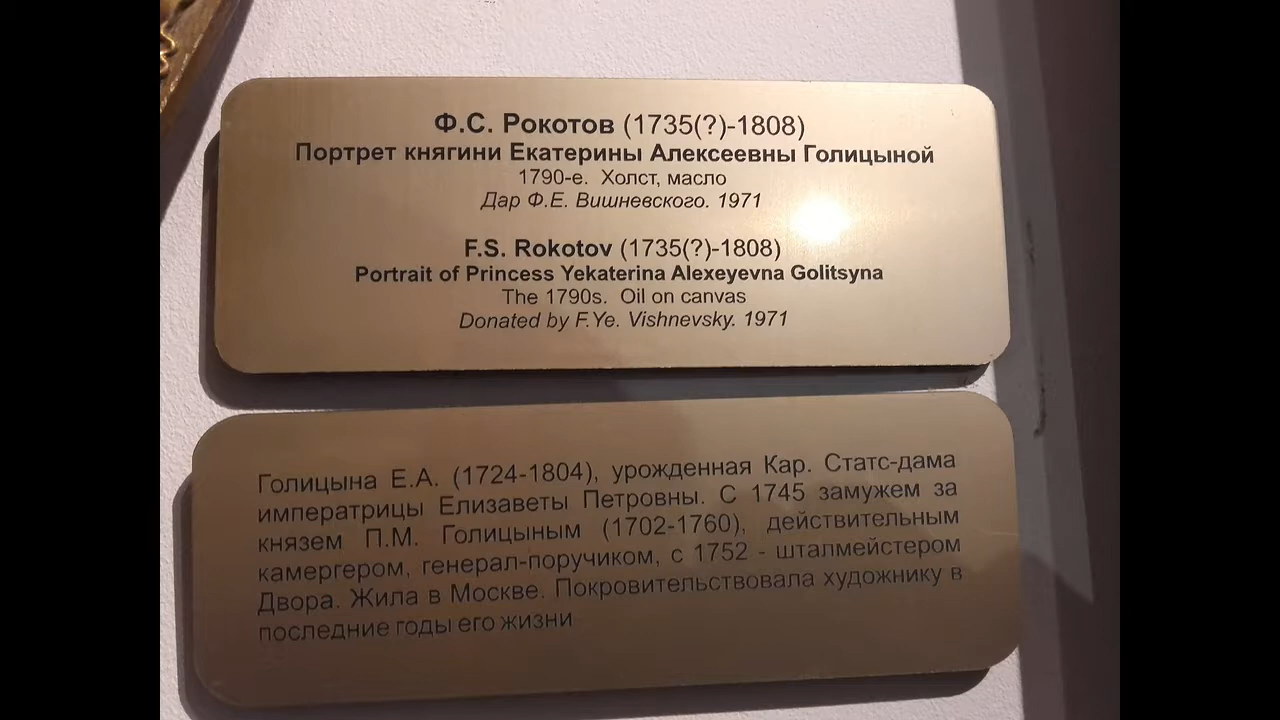 Ф.С. Рокотов (1735(?)-1808)
Портрет княгини Екатерины Алексеевны Голицыной
1790-е. Холст, масло
Дар Ф.Е. Вишневского. 1971
F.S. Rokotov (1735(?)-1808)
Portrait of Princess Yekaterina Alexeyevna Golitsyna
The 1790s. Oil on canvas
Donated by F.Ye. Vishnevsky. 1971
Голицына Е.А. (1724-1804), урожденная Кар. Статс-дама
императрицы Елизаветы Петровны. С 1745 замужем за
князем П.М. Голицыным (1702-1760), действительным
камергером, генерал-поручиком, с 1752 - шталмейстером
Двора. Жила в Москве. Покровительствовала художнику в
последние годы его жизни